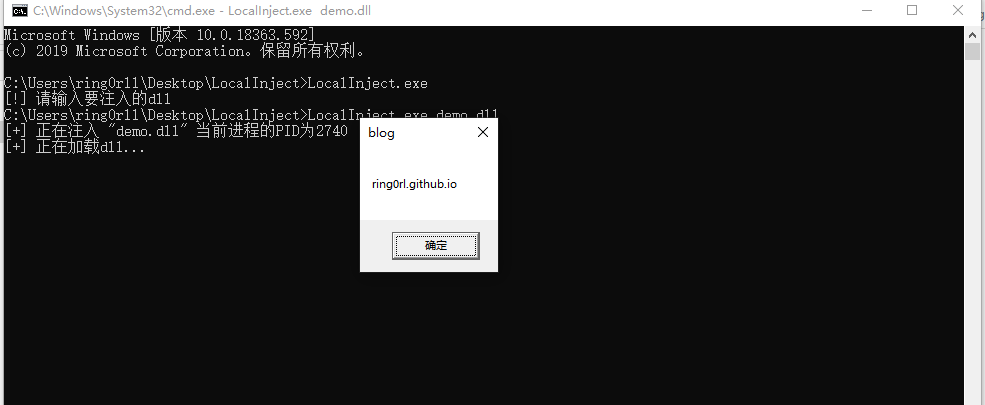 C:\Windows\System32\cmd.exe - LocalInject.exe  demo.dll
Microsoft Windows [版本 10.0.18363.592]
(c) 2019 Microsoft Corporation。保留所有权利。
C:\Users\ring0rl1\Desktop\LocalInject>LocalInject.exe
[!] 请输入要注入的dll
C:\Users\ring0rl1\Desktop\LocalInject>LocalInject.exe demo.dll
[+] 正在注入 "demo.dll" 当前进程的PID为2740
[+] 正在加载dll...
blog
ring0rl.github.io
确定